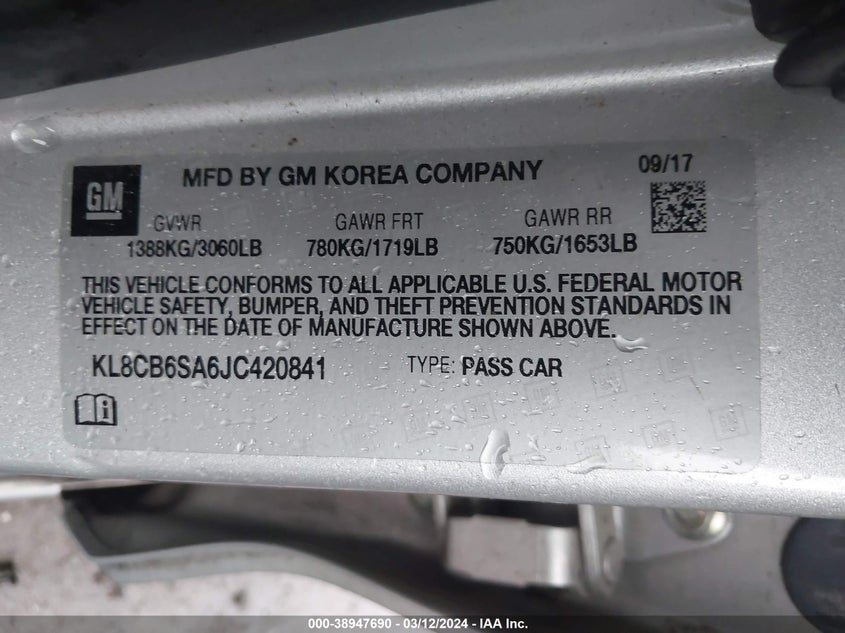 GM
MFD BY GM KOREA COMPANY 09/17
GVWR GAWR FRT GAWR RR
1388KG/3060LB 780KG/1719LB 750KG/1653LB
THIS VEHICLE CONFORMS TO ALL APPLICABLE U.S. FEDERAL MOTOR
VEHICLE SAFETY, BUMPER, AND THEFT PREVENTION STANDARDS IN
EFFECT ON THE DATE OF MANUFACTURE SHOWN ABOVE.
KL8CB6SA6JC420841 TYPE: PASS CAR
000-38947690 - 03/12/2024 - IAA Inc.